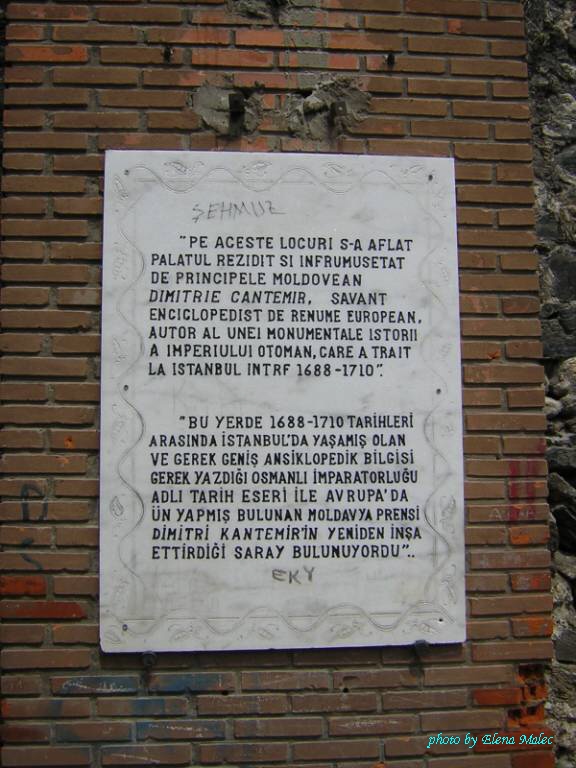 ŞEHMUZ
"PE ACESTE LOCURI S-A AFLAT
PALATUL REZIDIT SI INFRUMUSETAT
DE PRINCIPELE MOLDOVEAN
DIMITRIE CANTEMIR, SAVANT
ENCICLOPEDIST DE RENUME EUROPEAN,
AUTOR AL UNEI MONUMENTALE ISTORII
A IMPERIULUI OTOMAN, CARE A TRAIT
LA ISTANBUL INTRF 1688-1710".
"BU YERDE 1688-1710 TARİHLERİ
ARASINDA İSTANBUL'DA YAŞAMIŞ OLAN
VE GEREK GENİŞ ANSİKLOPEDİK BİLGİSİ
GEREK YAZDIĞI OSMANLI İMPARATORLUĞU
ADLI TARİH ESERİ İLE AVRUPA'DA
ÜN YAPMIŞ BULUNAN MOLDAVYA PRENSİ
DİMİTRİ KANTEMİR'İN YENİDEN İNŞA
ETTİRDİĞİ SARAY BULUNUYORDU"..
EKY
photo by Elena Malec